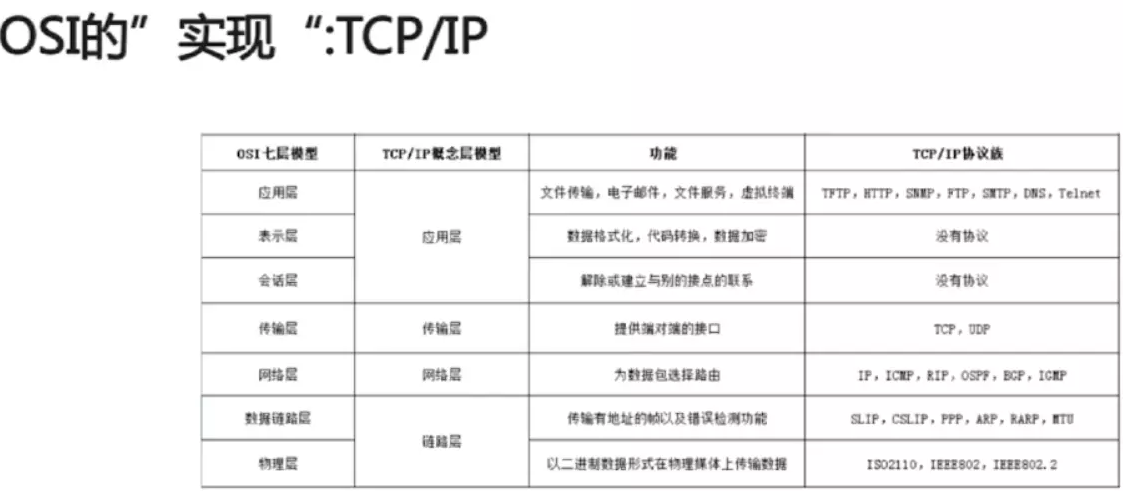 OSI的”实现“:TCP/IP
OSI七层模型 TCP/IP概念层模型 功能 TCP/IP协议族
应用层 文件传输，电子邮件，文件服务，虚拟终端 TFTP，HTTP，SNMP，FTP，SMTP，DNS，Telnet
表示层 应用层 数据格式化，代码转换，数据加密 没有协议
会话层 解除或建立与别的接点的联系 没有协议
传输层 传输层 提供端对端的接口 TCP，UDP
网络层 网络层 为数据包选择路由 IP，ICMP，RIP，OSPF，BGP，IGMP
数据链路层 传输有地址的帧以及错误检测功能 SLIP，CSLIP，PPP，ARP，RARP，MTU
链路层
物理层 以二进制数据形式在物理媒体上传输数据 ISO2110，IEEE802，IEEE802.2